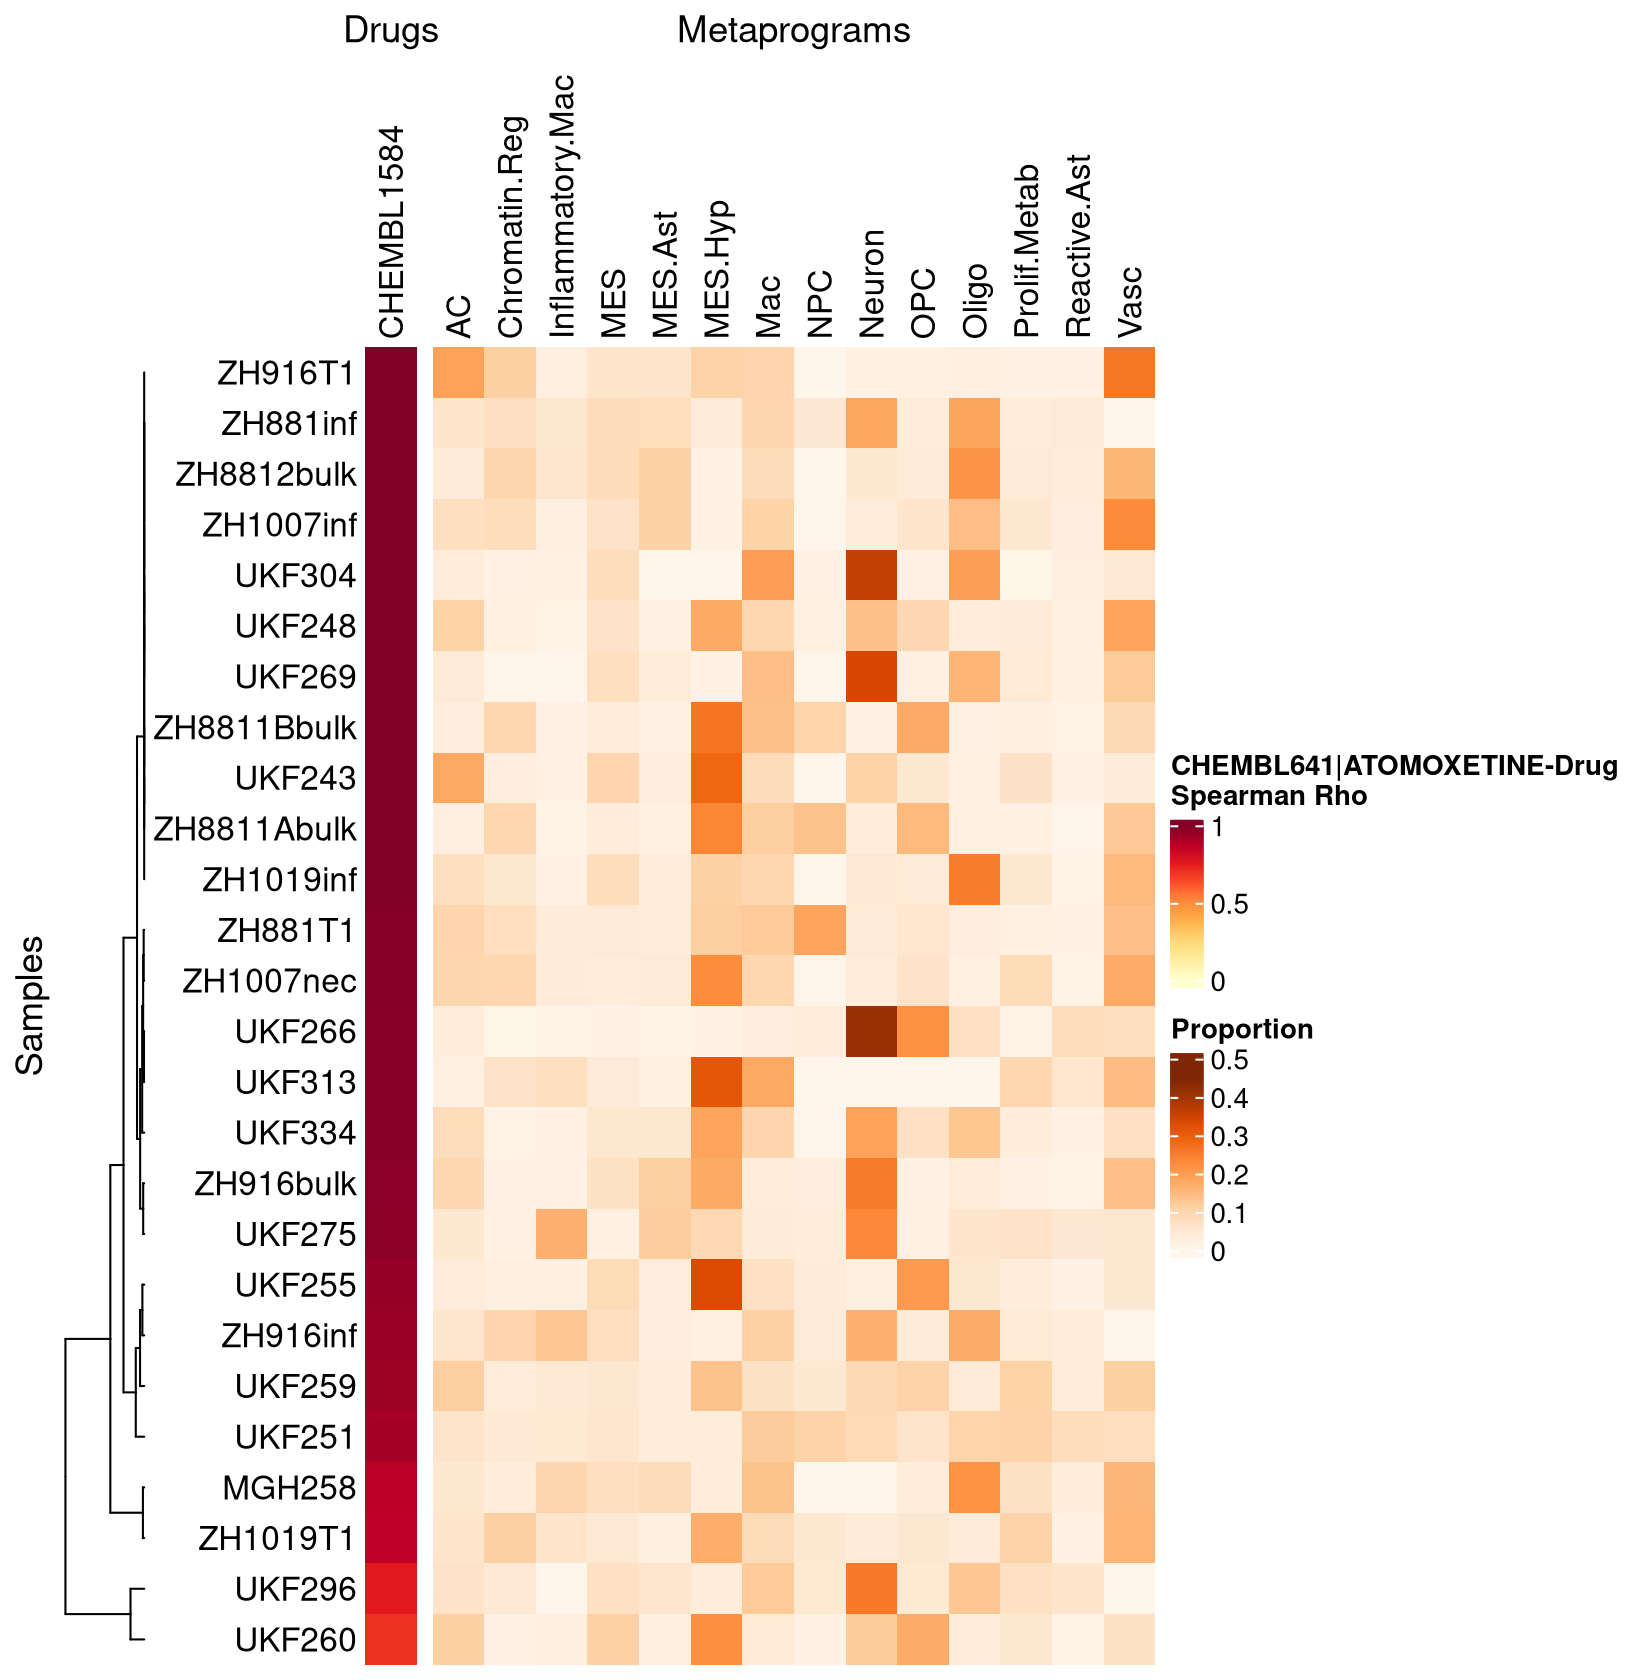 Drugs
Metaprograms
CHEMBL1584
AC
Chromatin.Reg
Inflammatory.Mac
MES
MES.Ast
MES.Hyp
Mac
NPC
Neuron
OPC
Oligo
Prolif.Metab
Reactive.Ast
Vasc
Samples
ZH916T1
ZH881inf
ZH8812bulk
ZH1007inf
UKF304
UKF248
UKF269
ZH8811Bbulk
UKF243
ZH8811Abulk
ZH1019inf
ZH881T1
ZH1007nec
UKF266
UKF313
UKF334
ZH916bulk
UKF275
UKF255
ZH916inf
UKF259
UKF251
MGH258
ZH1019T1
UKF296
UKF260
CHEMBL641|ATOMOXETINE-Drug
Spearman Rho
1
0.5
0
Proportion
0.5
0.4
0.3
0.2
0.1
0